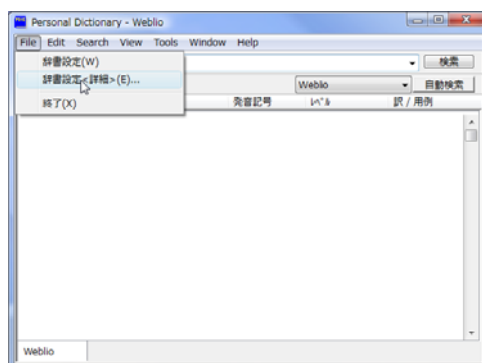 Personal Dictionary - Weblio
File Edit Search View Tools Window Help
辞書設定(W)
検索
辞書設定<詳細>(E)...
Weblio
自動検索
終了(X)
発音記号 ﾚﾍﾞﾙ 訳 / 用例
Weblio